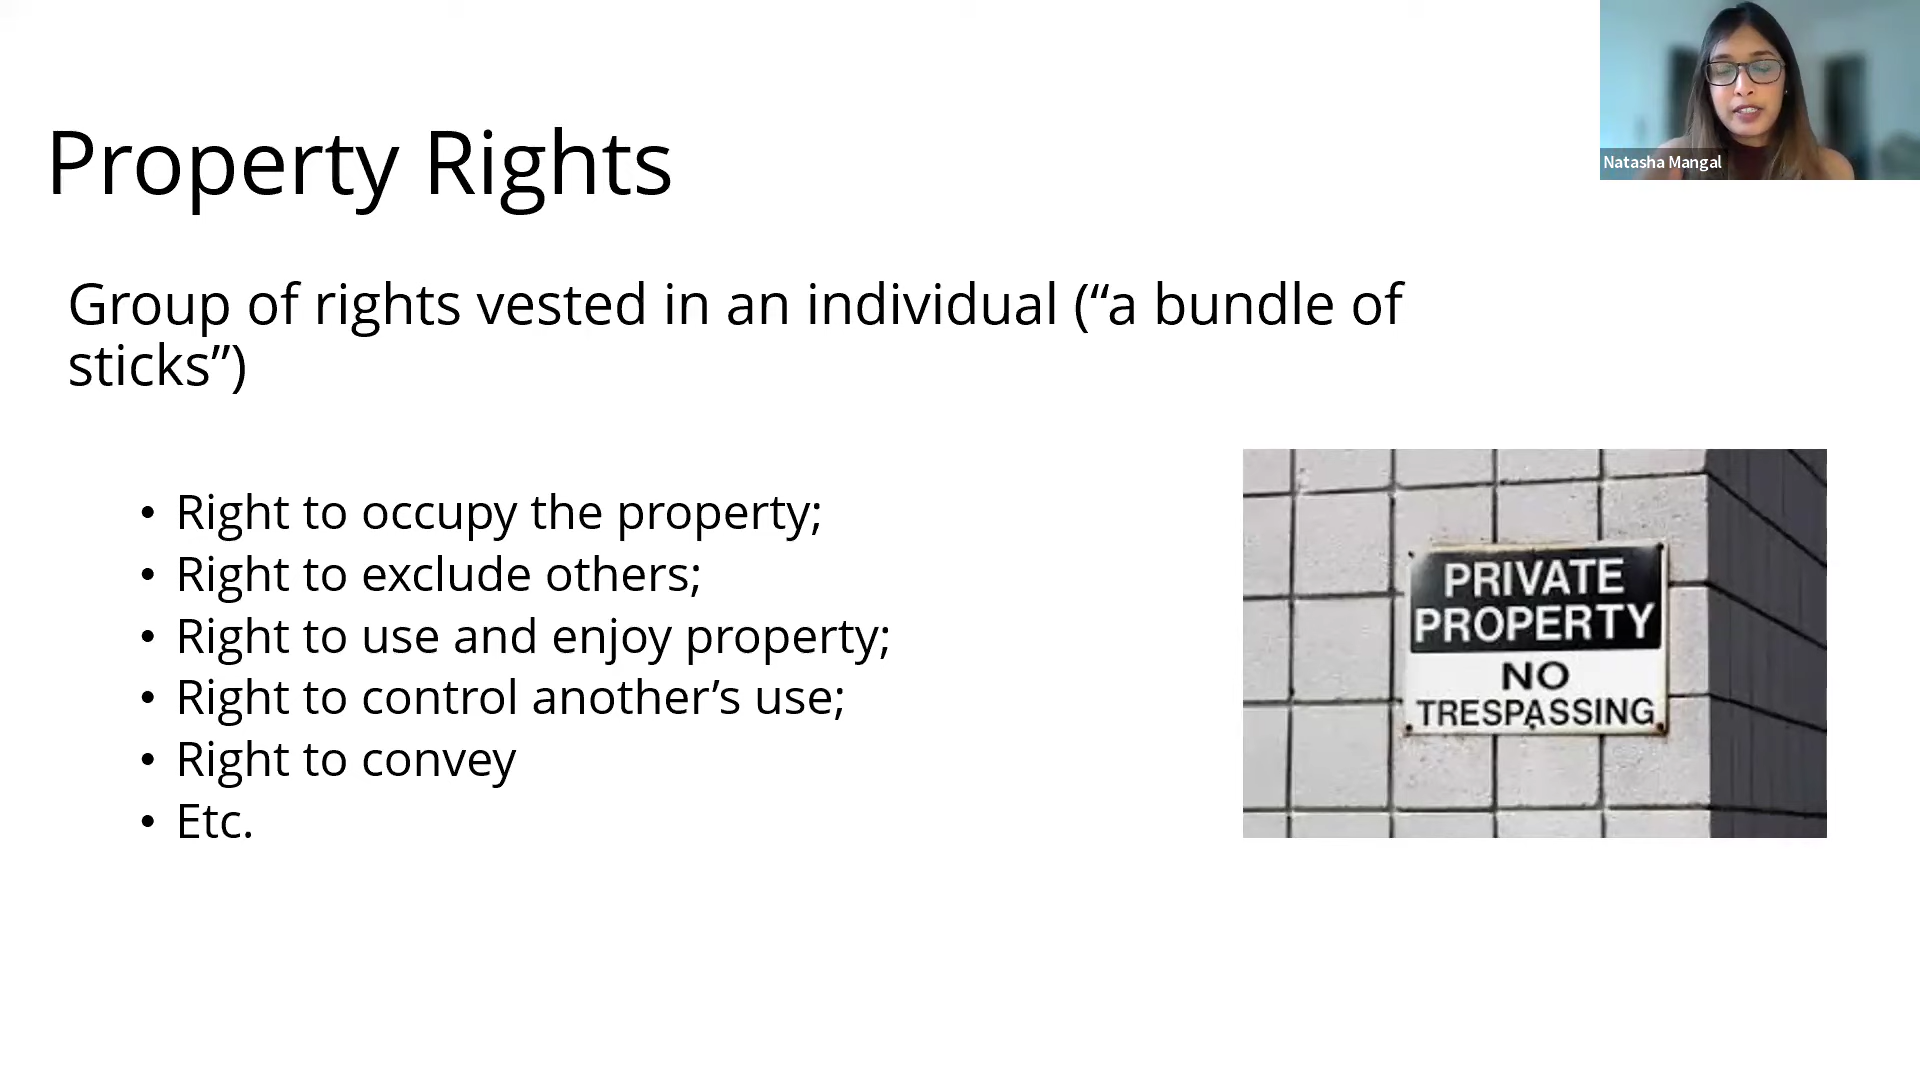 Property Rights
Natasha Mangal
Group of rights vested in an individual (“a bundle of
sticks”)
• Right to occupy the property;
• Right to exclude others;
• Right to use and enjoy property;
• Right to control another’s use;
• Right to convey
• Etc.
PRIVATE
PROPERTY
NO
TRESPASSING